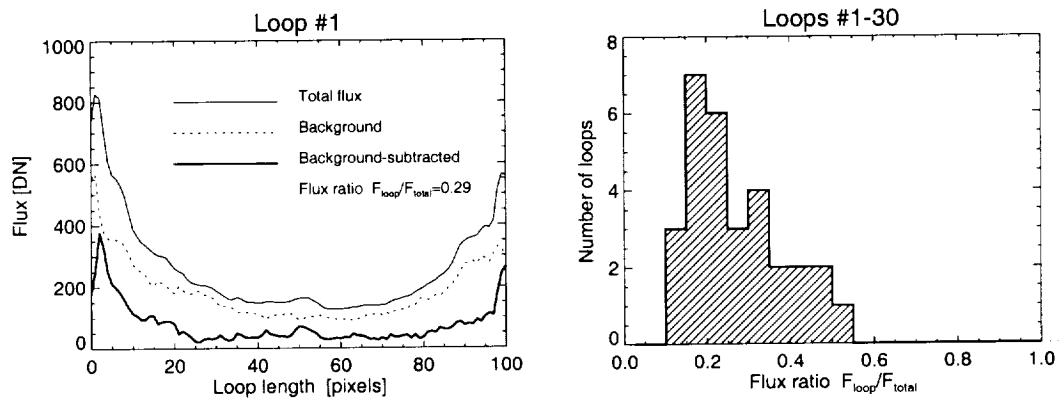 Loop #1
1000
800
600
400
200
0
Flux [DN]
Total flux
Background
Background-subtracted
Flux ratio F_loop/F_total=0.29
0 20 40 60 80 100
Loop length [pixels]
Loops #1-30
8
6
4
2
0
Number of loops
0.0 0.2 0.4 0.6 0.8 1.0
Flux ratio F_loop/F_total